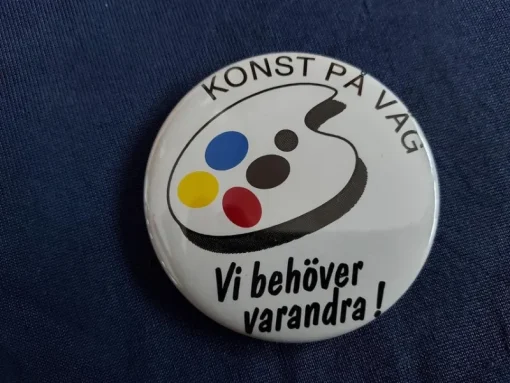 KONST PÅ VÄG
Vi behöver
varandra!